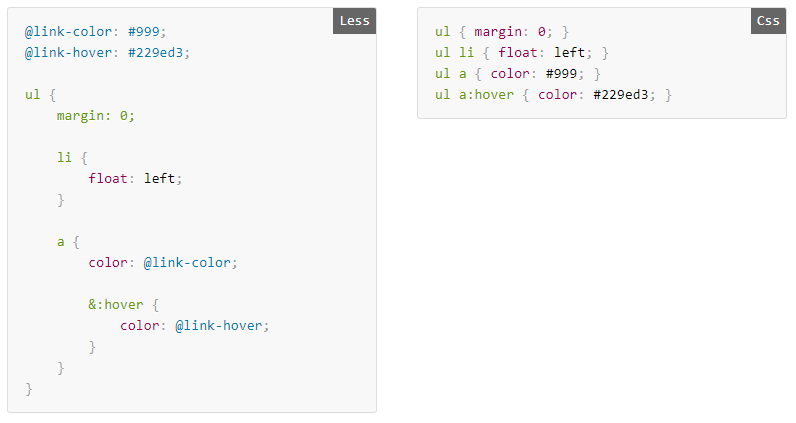 Less
@link-color: #999;
@link-hover: #229ed3;
ul {
margin: 0;
li {
float: left;
}
a {
color: @link-color;
&:hover {
color: @link-hover;
}
}
}
Css
ul { margin: 0; }
ul li { float: left; }
ul a { color: #999; }
ul a:hover { color: #229ed3; }